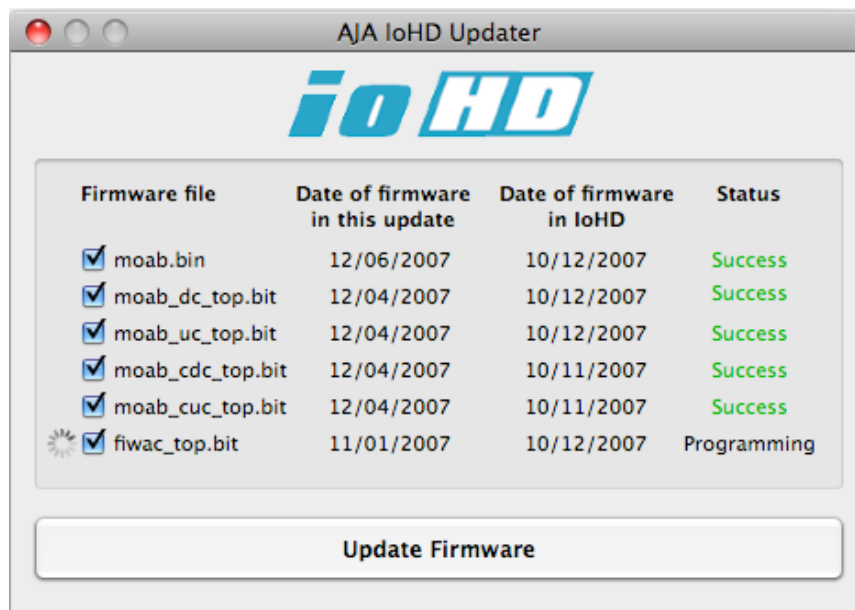 AJA IoHD Updater
io HD
Firmware file Date of firmware in this update Date of firmware in IoHD Status
moab.bin 12/06/2007 10/12/2007 Success
moab_dc_top.bit 12/04/2007 10/12/2007 Success
moab_uc_top.bit 12/04/2007 10/12/2007 Success
moab_cdc_top.bit 12/04/2007 10/11/2007 Success
moab_cuc_top.bit 12/04/2007 10/11/2007 Success
fiwac_top.bit 11/01/2007 10/12/2007 Programming
Update Firmware